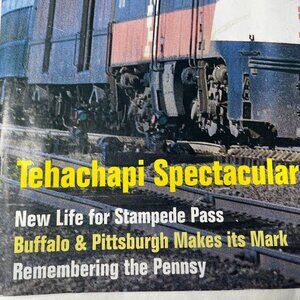 Tehachapi Spectacular
New Life for Stampede Pass
Buffalo & Pittsburgh Makes its Mark
Remembering the Pennsy